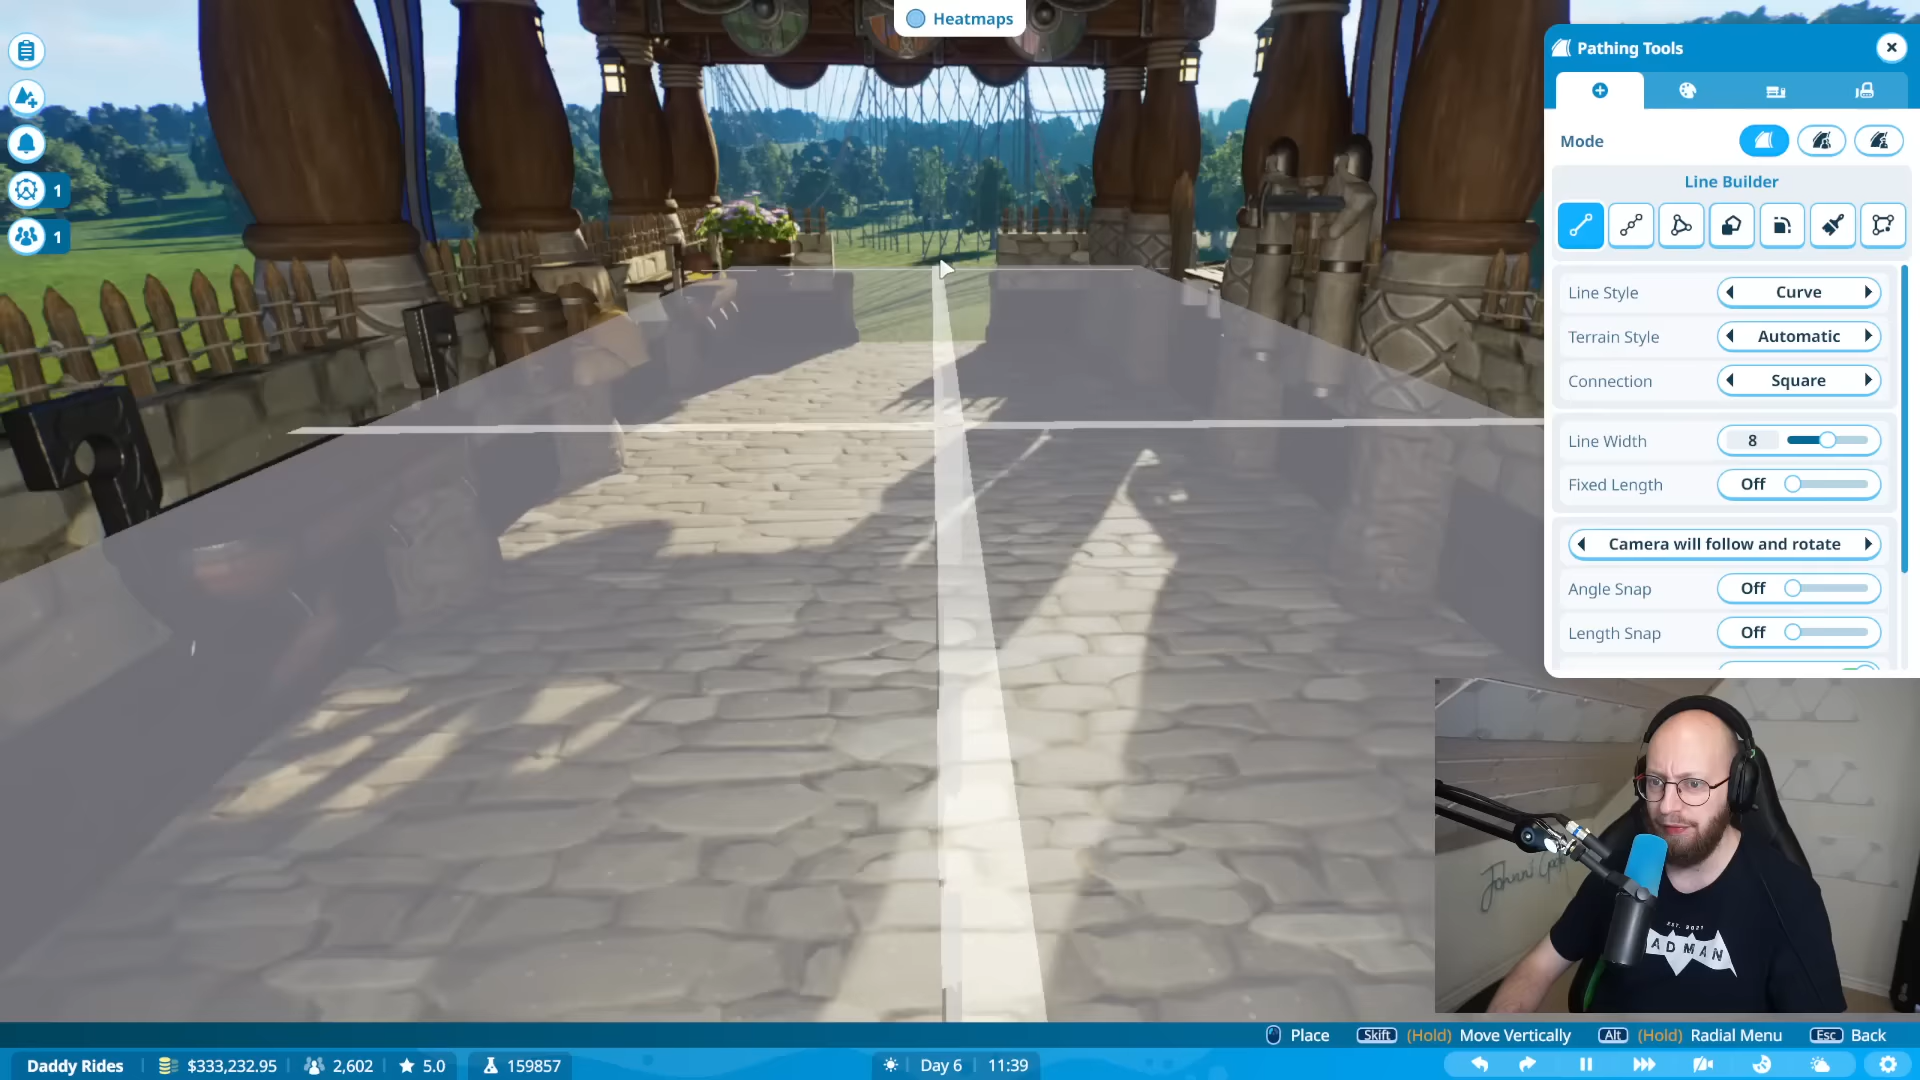 Heatmaps
Pathing Tools
1
1
Mode
Line Builder
Line Style
Curve
Terrain Style
Automatic
Connection
Square
Line Width
8
Fixed Length
Off
Camera will follow and rotate
Angle Snap
Off
Length Snap
Off
EST. 2021
ADMAN
Place
Skift
(Hold)
Move Vertically
Alt
(Hold)
Radial Menu
Esc
Back
Daddy Rides
$333,232.95
2,602
5.0
159857
Day 6
11:39